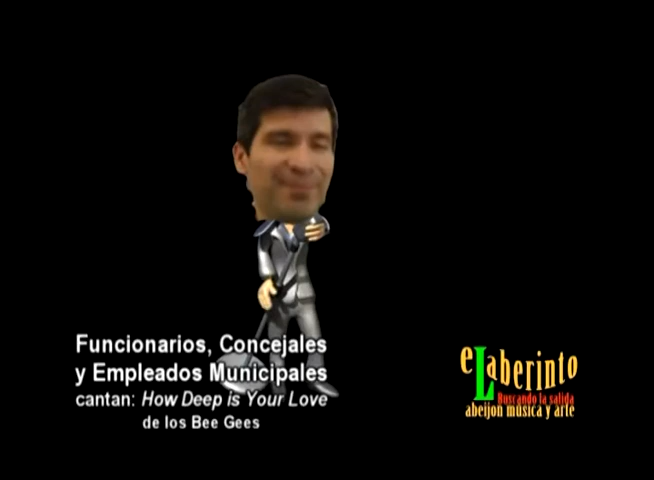 Funcionarios, Concejales
y Empleados Municipales
cantan: How Deep is Your Love
de los Bee Gees
eLaberinto
Buscando la salida
abeijon música y arte